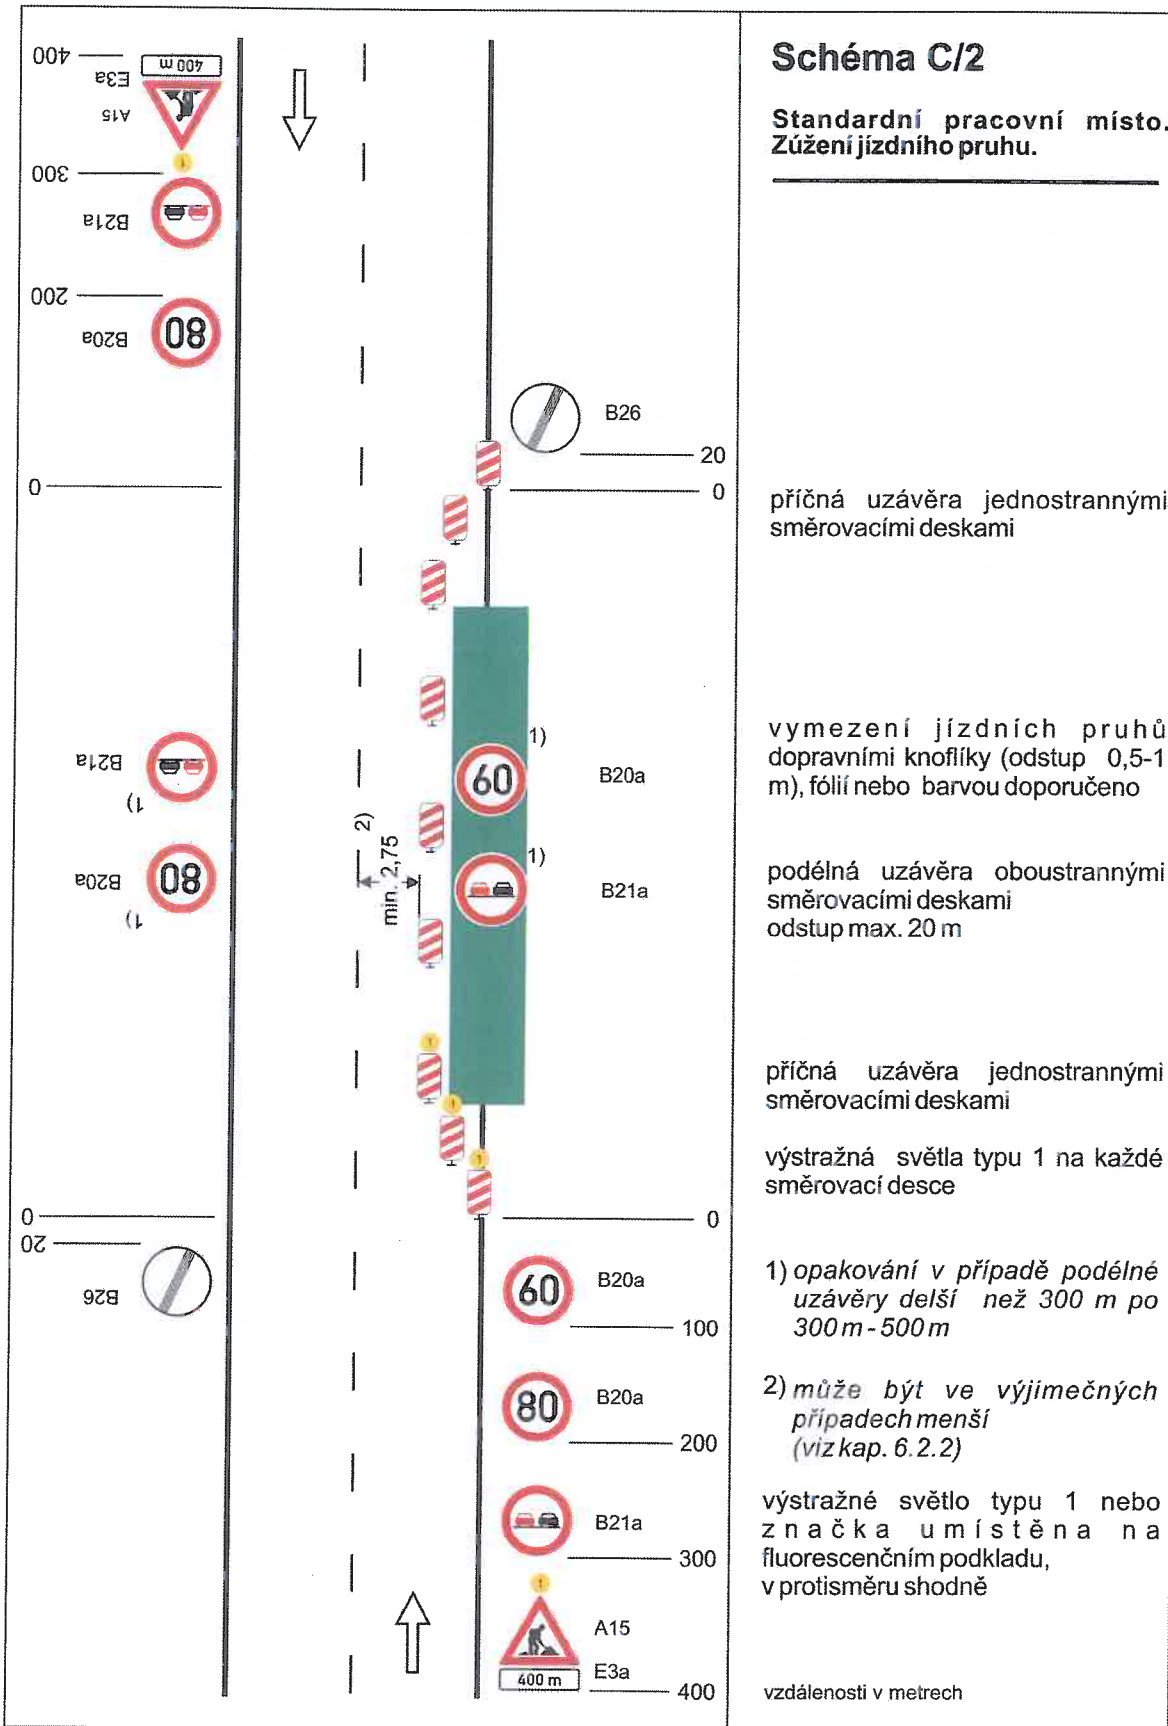 Schéma C/2
Standardní pracovní místo.
Zúžení jízdního pruhu.
400
400 m
E3a
A15
1
300
B21a
200
B20a
80
B26
20
0
0
příčná uzávěra jednostrannými
směrovacími deskami
vymezení jízdních pruhů
dopravními knoflíky (odstup 0,5-1
m), fólií nebo barvou doporučeno
B21a
1)
1)
60
B20a
2)
min. 2,75
B20a
80
1)
1)
B21a
podélná uzávěra oboustrannými
směrovacími deskami
odstup max. 20 m
1
příčná uzávěra jednostrannými
směrovacími deskami
1
1
výstražná světla typu 1 na každé
směrovací desce
0
20
B26
0
60
B20a
100
1) opakování v případě podélné
uzávěry delší než 300 m po
300 m - 500 m
80
B20a
200
2) může být ve výjimečných
případech menší
(viz kap. 6.2.2)
B21a
300
výstražné světlo typu 1 nebo
značka umístěna na
fluorescenčním podkladu,
v protisměru shodně
1
A15
400 m
E3a
400
vzdálenosti v metrech